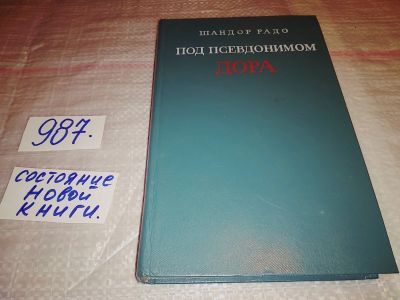 ШАНДОР РАДО
ПОД ПСЕВДОНИМОМ
ДОРА
987.
СОСТОЯНИЕ
НОВОЙ
КНИГИ.